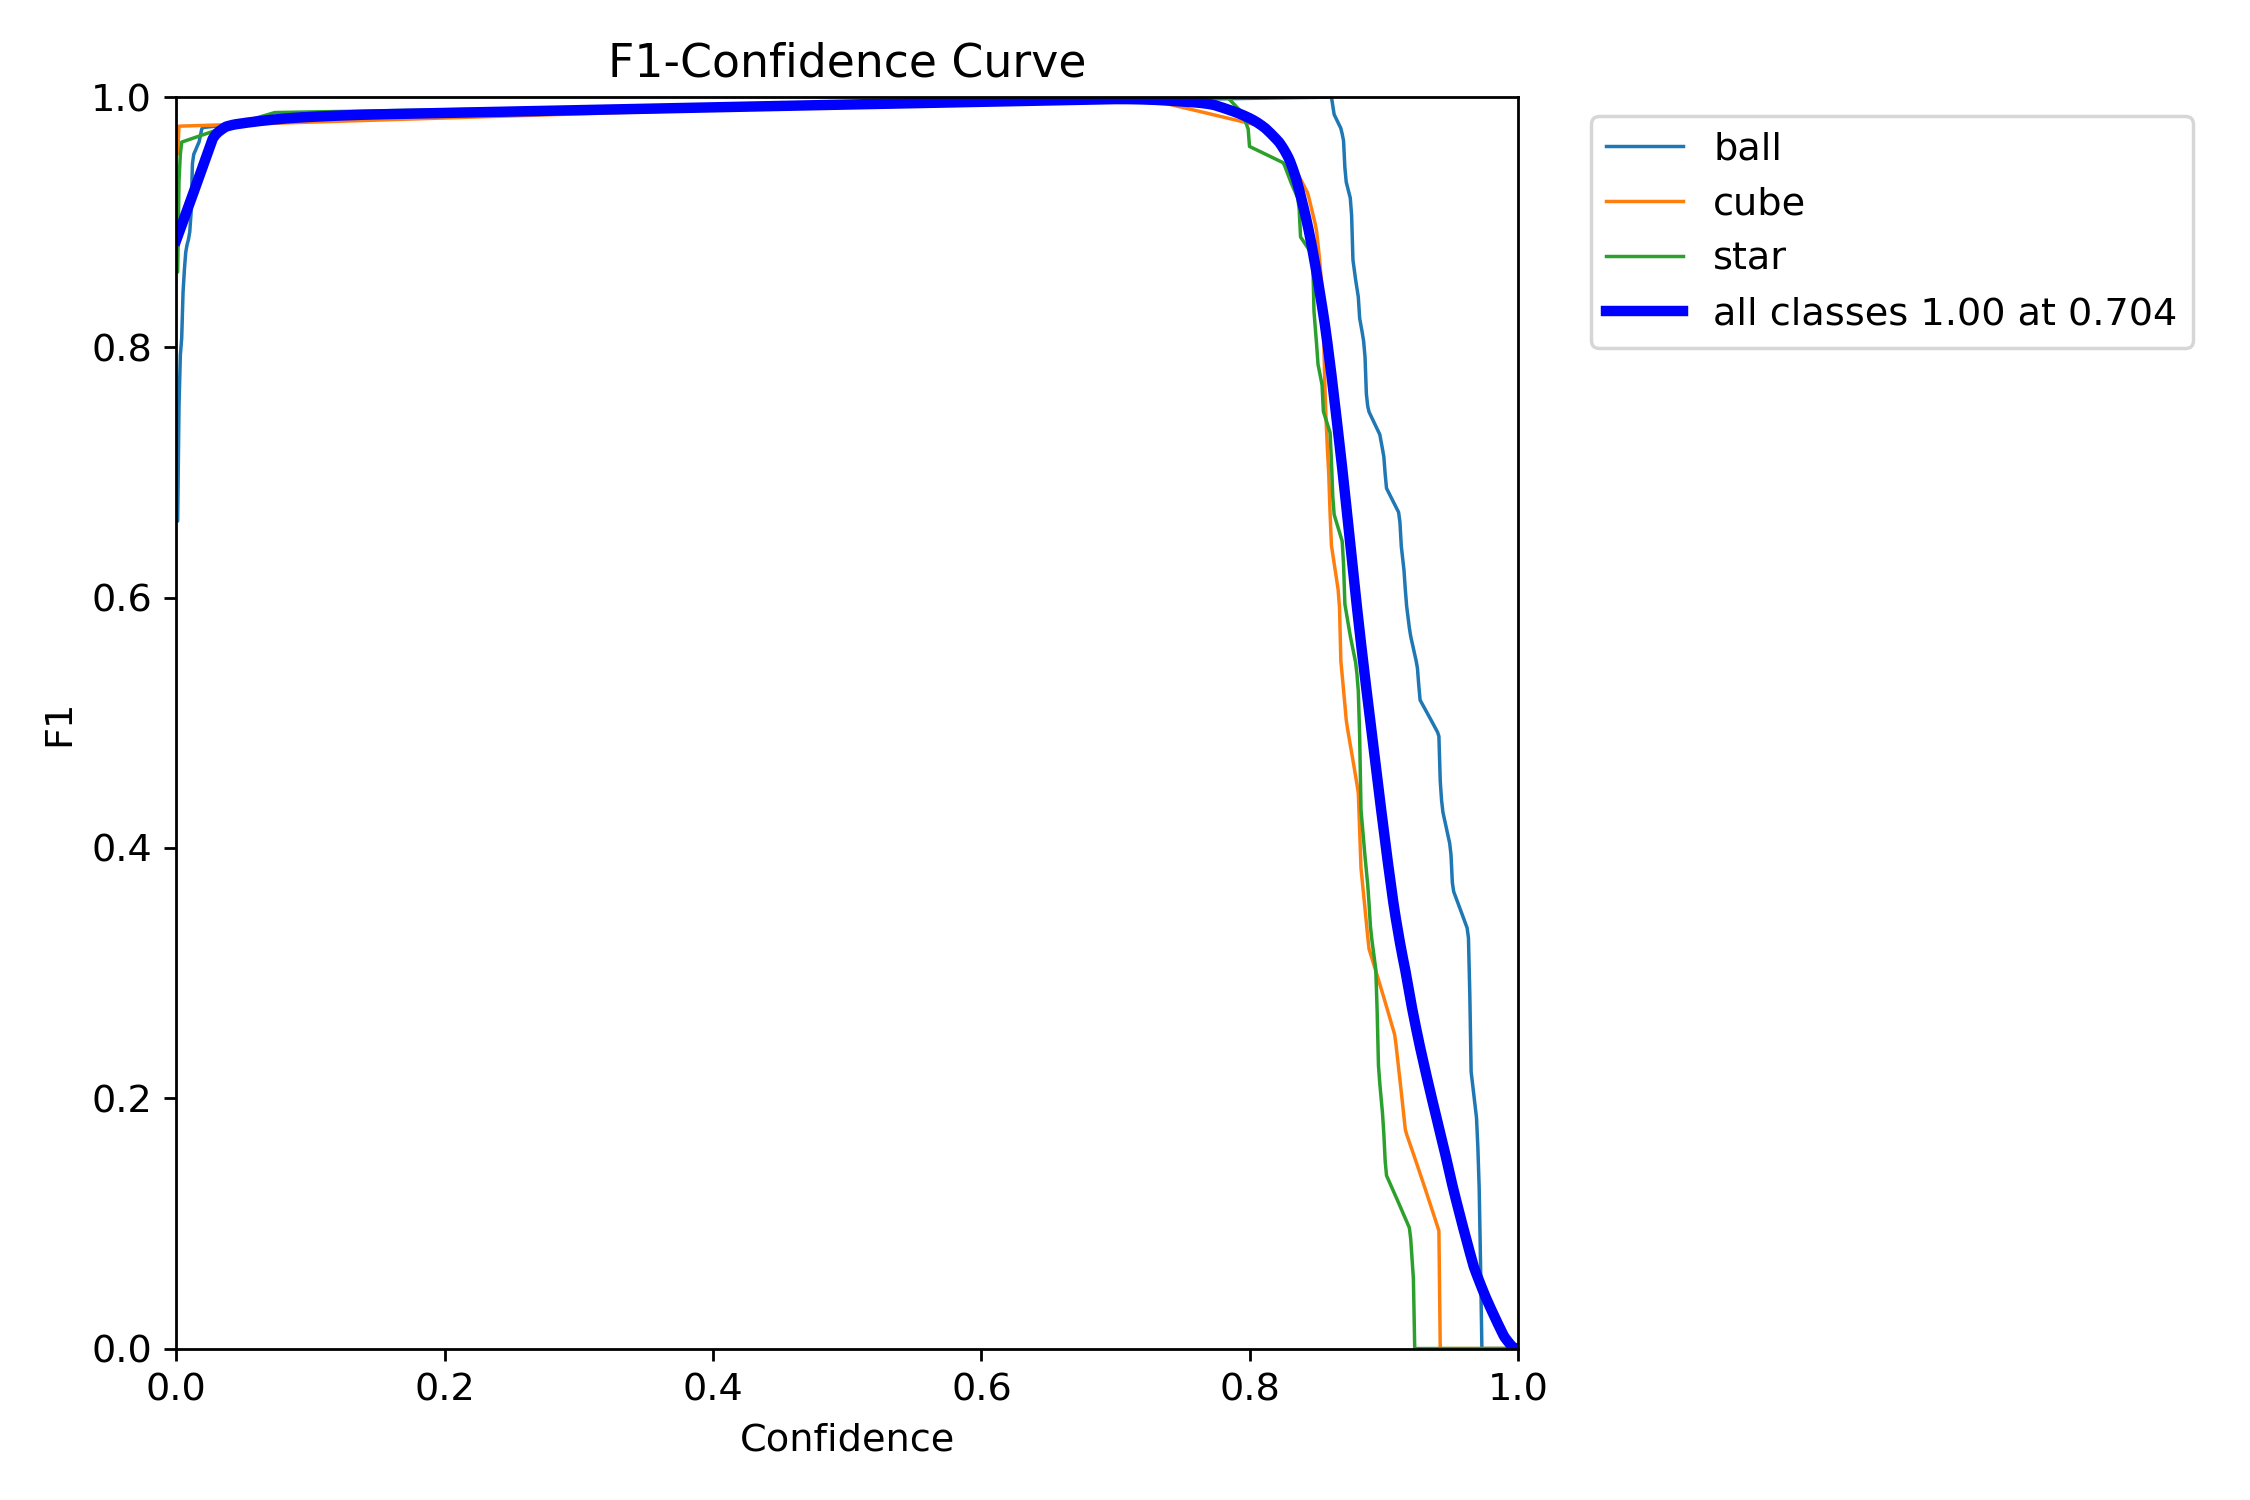 F1-Confidence Curve
1.0
0.8
0.6
0.4
0.2
0.0
F1
0.0 0.2 0.4 0.6 0.8 1.0
Confidence
ball
cube
star
all classes 1.00 at 0.704